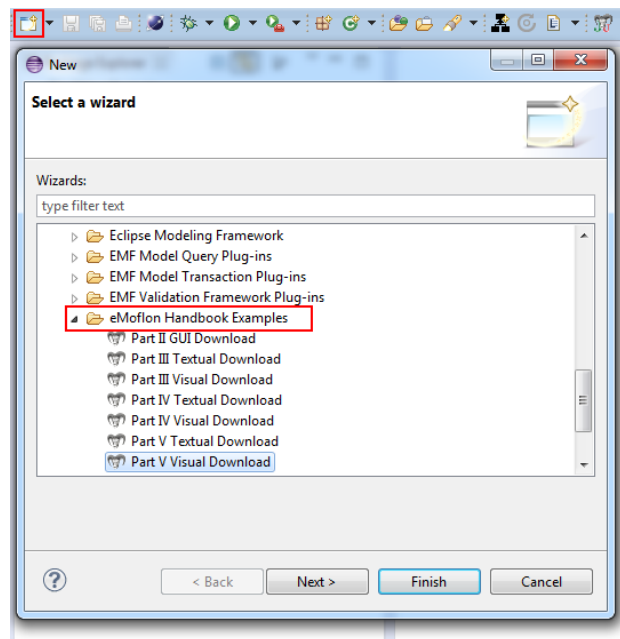 New
Select a wizard
Wizards:
type filter text
Eclipse Modeling Framework
EMF Model Query Plug-ins
EMF Model Transaction Plug-ins
EMF Validation Framework Plug-ins
eMoflon Handbook Examples
Part II GUI Download
Part III Textual Download
Part III Visual Download
Part IV Textual Download
Part IV Visual Download
Part V Textual Download
Part V Visual Download
< Back Next > Finish Cancel